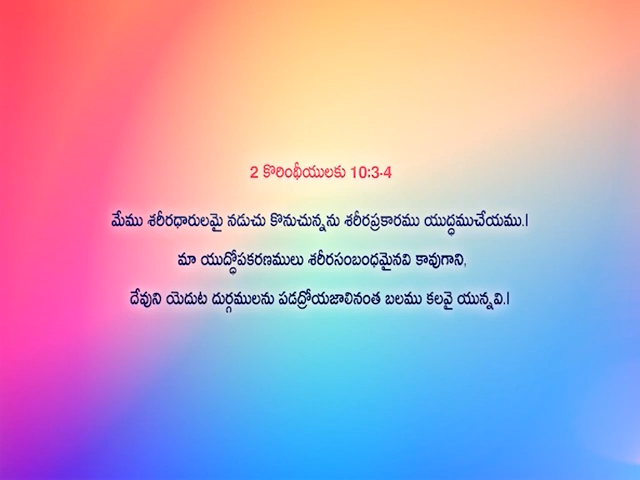 2 కొరింథీయులకు 10:3-4
మేము శరీరధారులమై నడుచు కొనుచున్నను శరీరప్రకారము యుద్ధముచేయము.l
మా యుద్ధోపకరణములు శరీరసంబంధమైనవి కావుగాని,
దేవుని యెదుట దుర్గములను పడద్రోయజాలినంత బలము కలవై యున్నవి.l